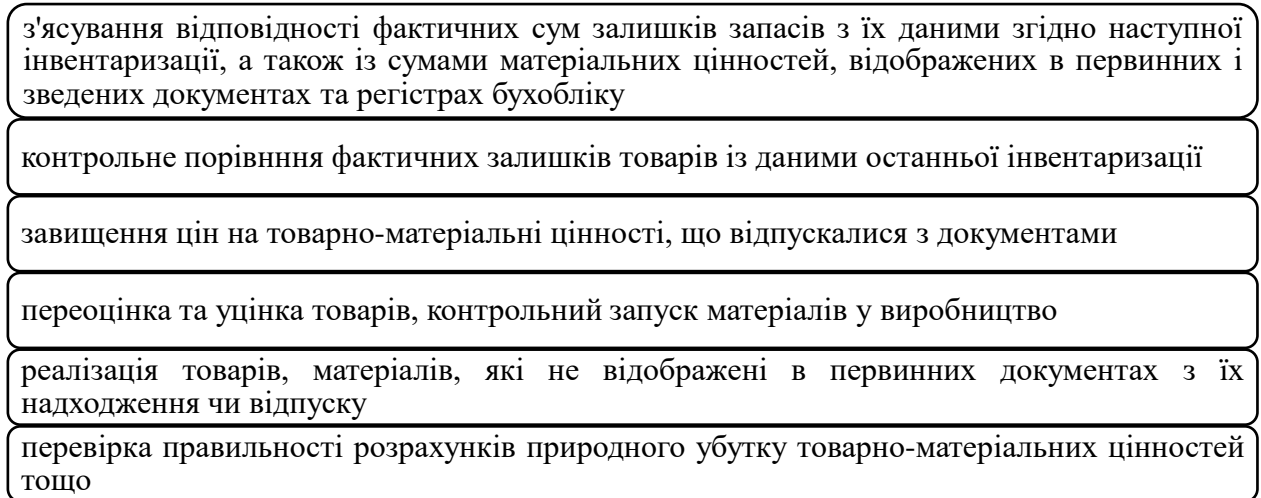 з'ясування відповідності фактичних сум залишків запасів з їх даними згідно наступної
інвентаризації, а також із сумами матеріальних цінностей, відображених в первинних і
зведених документах та регістрах бухобліку
контрольне порівнння фактичних залишків товарів із даними останньої інвентаризації
завищення цін на товарно-матеріальні цінності, що відпускалися з документами
переоцінка та уцінка товарів, контрольний запуск матеріалів у виробництво
реалізація товарів, матеріалів, які не відображені в первинних документах з їх
надходження чи відпуску
перевірка правильності розрахунків природного убутку товарно-матеріальних цінностей
тощо